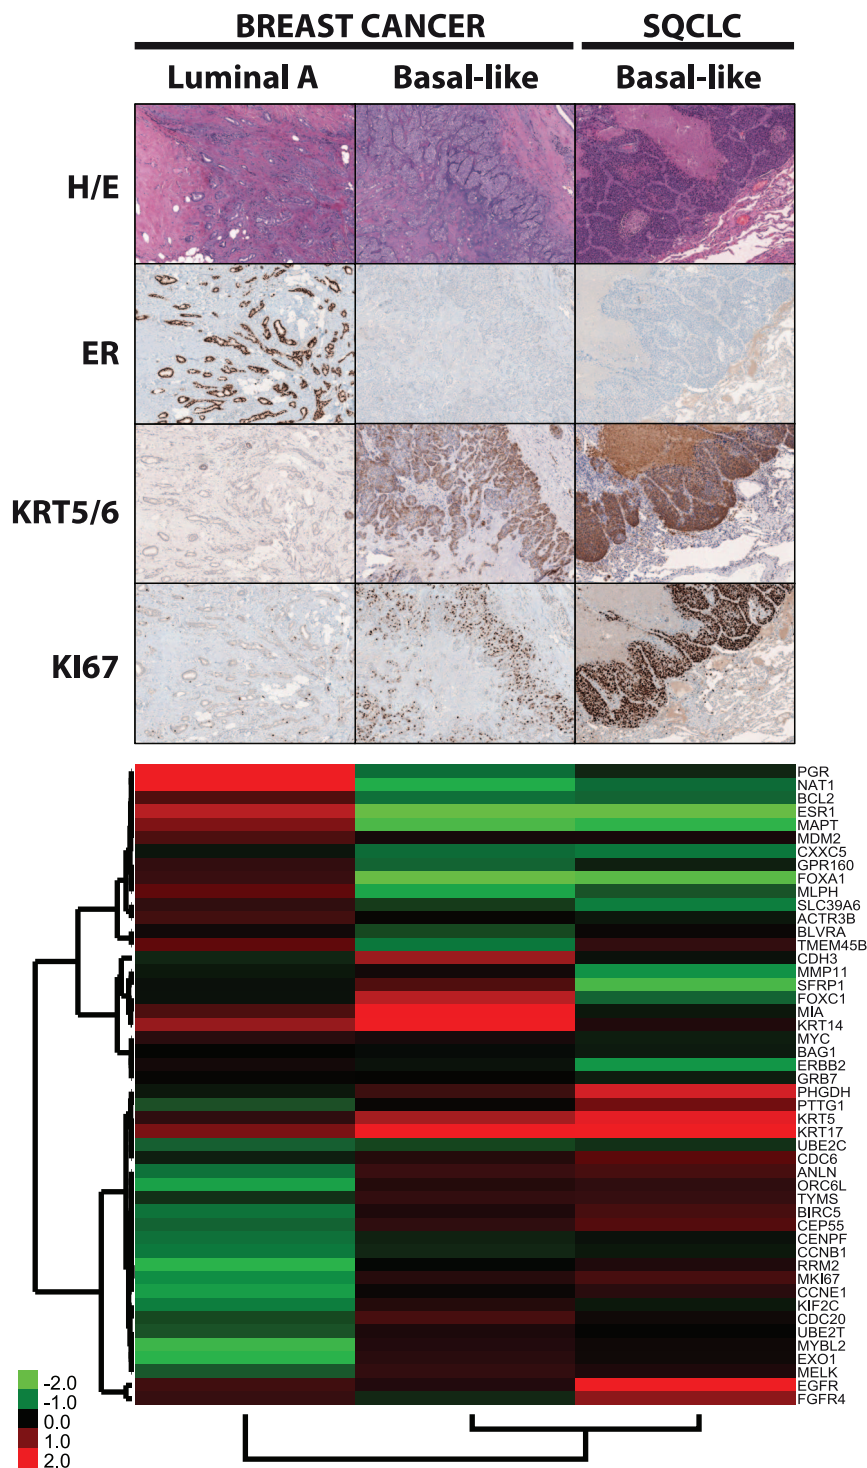 BREAST CANCER SQCLC
Luminal A Basal-like Basal-like
H/E
ER
KRT5/6
KI67
PGR
NAT1
BCL2
ESR1
MAPT
MDM2
CXXC5
GPR160
FOXA1
MLPH
SLC39A6
ACTR3B
BLVRA
TMEM45B
CDH3
MMP11
SFRP1
FOXC1
MIA
KRT14
MYC
BAG1
ERBB2
GRB7
PHGDH
PTTG1
KRT5
KRT17
UBE2C
CDC6
ANLN
ORC6L
TYMS
BIRC5
CEP55
CENPF
CCNB1
RRM2
MKI67
CCNE1
KIF2C
CDC20
UBE2T
MYBL2
EXO1
MELK
EGFR
FGFR4
-2.0
-1.0
0.0
1.0
2.0